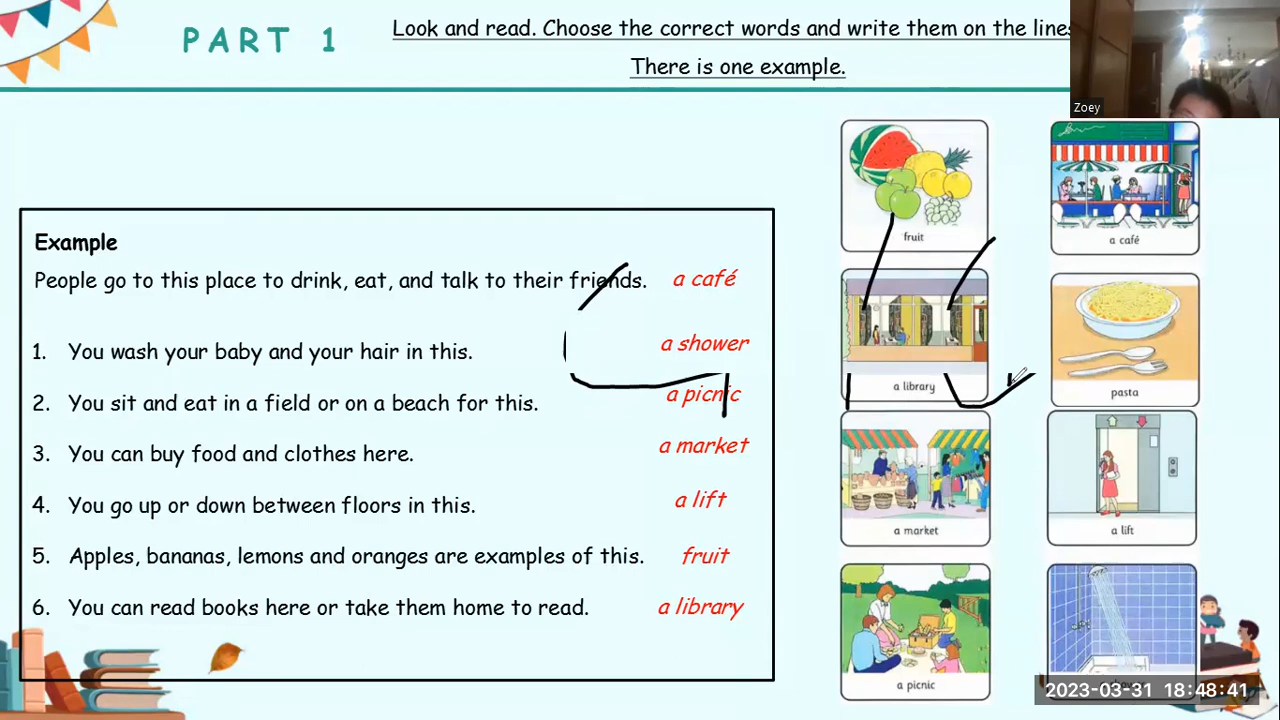 PART 1
Look and read. Choose the correct words and write them on the lines
There is one example.
Zoey
Example
People go to this place to drink, eat, and talk to their friends. a café
1. You wash your baby and your hair in this. a shower
2. You sit and eat in a field or on a beach for this. a picnic
3. You can buy food and clothes here. a market
4. You go up or down between floors in this. a lift
5. Apples, bananas, lemons and oranges are examples of this. fruit
6. You can read books here or take them home to read. a library
fruit
a café
a library
pasta
a market
a lift
a picnic
2023-03-31 18:48:41